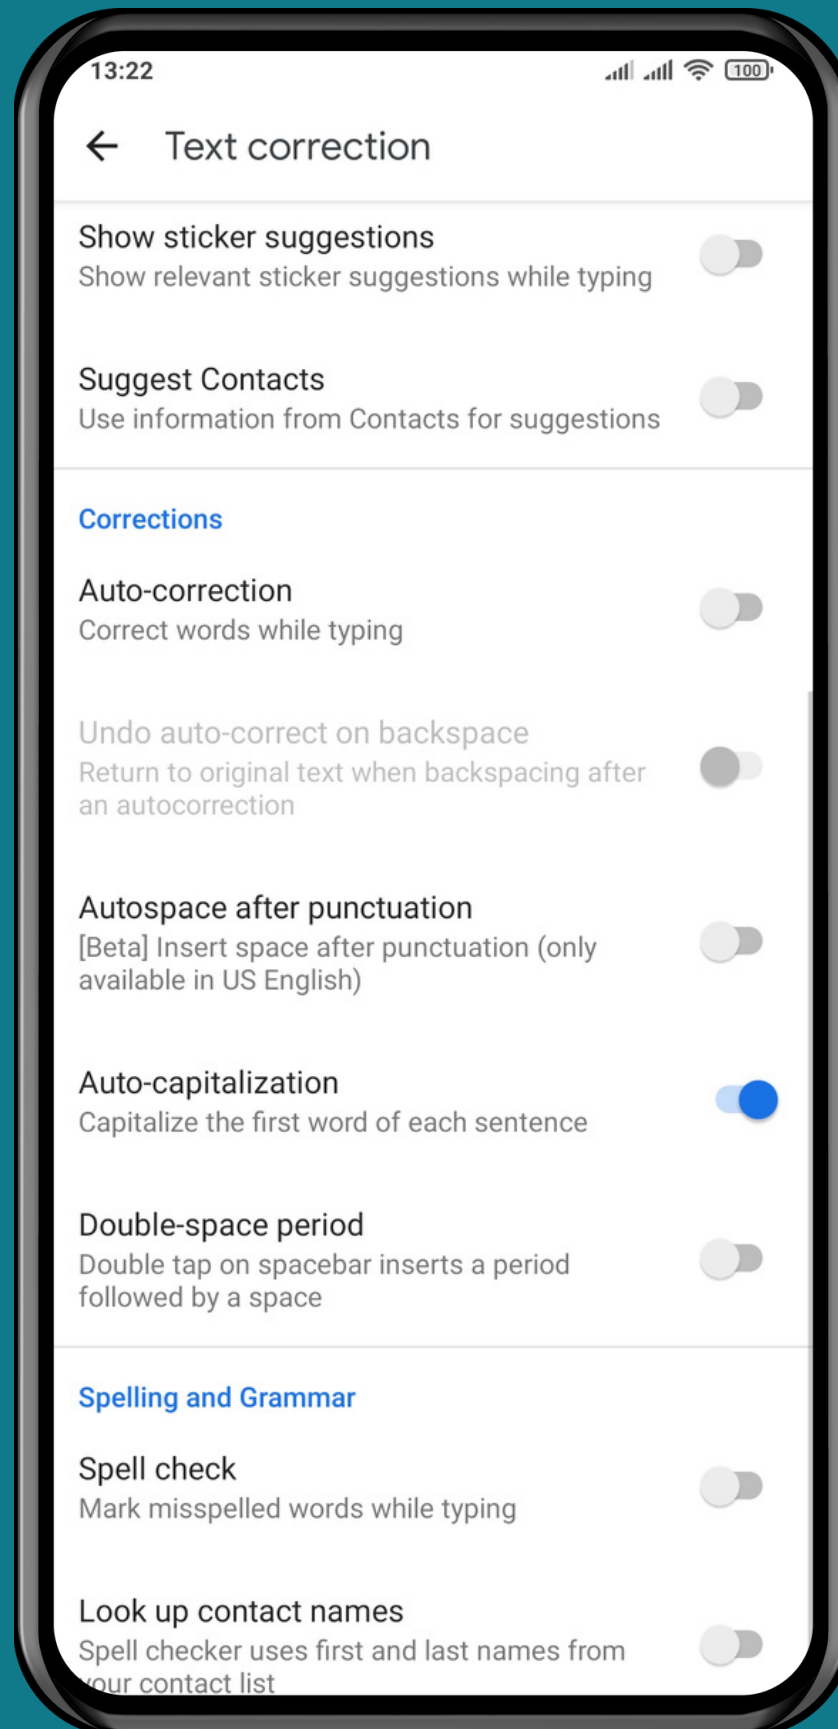 13:22
100
Text correction
Show sticker suggestions
Show relevant sticker suggestions while typing
Suggest Contacts
Use information from Contacts for suggestions
Corrections
Auto-correction
Correct words while typing
Undo auto-correct on backspace
Return to original text when backspacing after
an autocorrection
Autospace after punctuation
[Beta] Insert space after punctuation (only
available in US English)
Auto-capitalization
Capitalize the first word of each sentence
Double-space period
Double tap on spacebar inserts a period
followed by a space
Spelling and Grammar
Spell check
Mark misspelled words while typing
Look up contact names
Spell checker uses first and last names from
your contact list